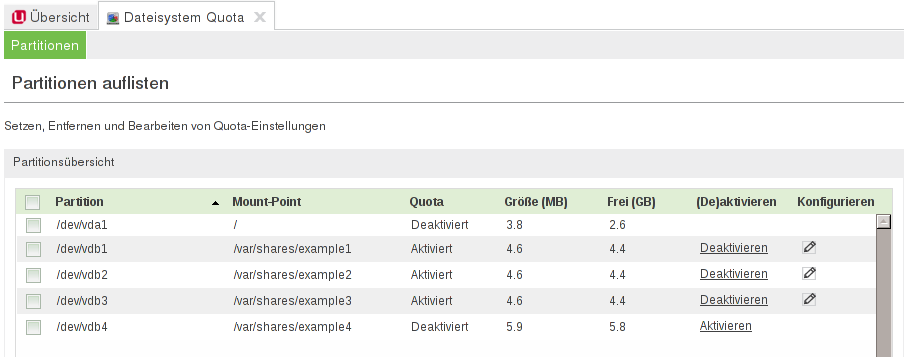 Übersicht Dateisystem Quota
Partitionen
Partitionen auflisten
Setzen, Entfernen und Bearbeiten von Quota-Einstellungen
Partitionsübersicht
Partition Mount-Point Quota Größe (MB) Frei (GB) (De)aktivieren Konfigurieren
/dev/vda1 / Deaktiviert 3.8 2.6
/dev/vdb1 /var/shares/example1 Aktiviert 4.6 4.4 Deaktivieren
/dev/vdb2 /var/shares/example2 Aktiviert 4.6 4.4 Deaktivieren
/dev/vdb3 /var/shares/example3 Aktiviert 4.6 4.4 Deaktivieren
/dev/vdb4 /var/shares/example4 Deaktiviert 5.9 5.8 Aktivieren